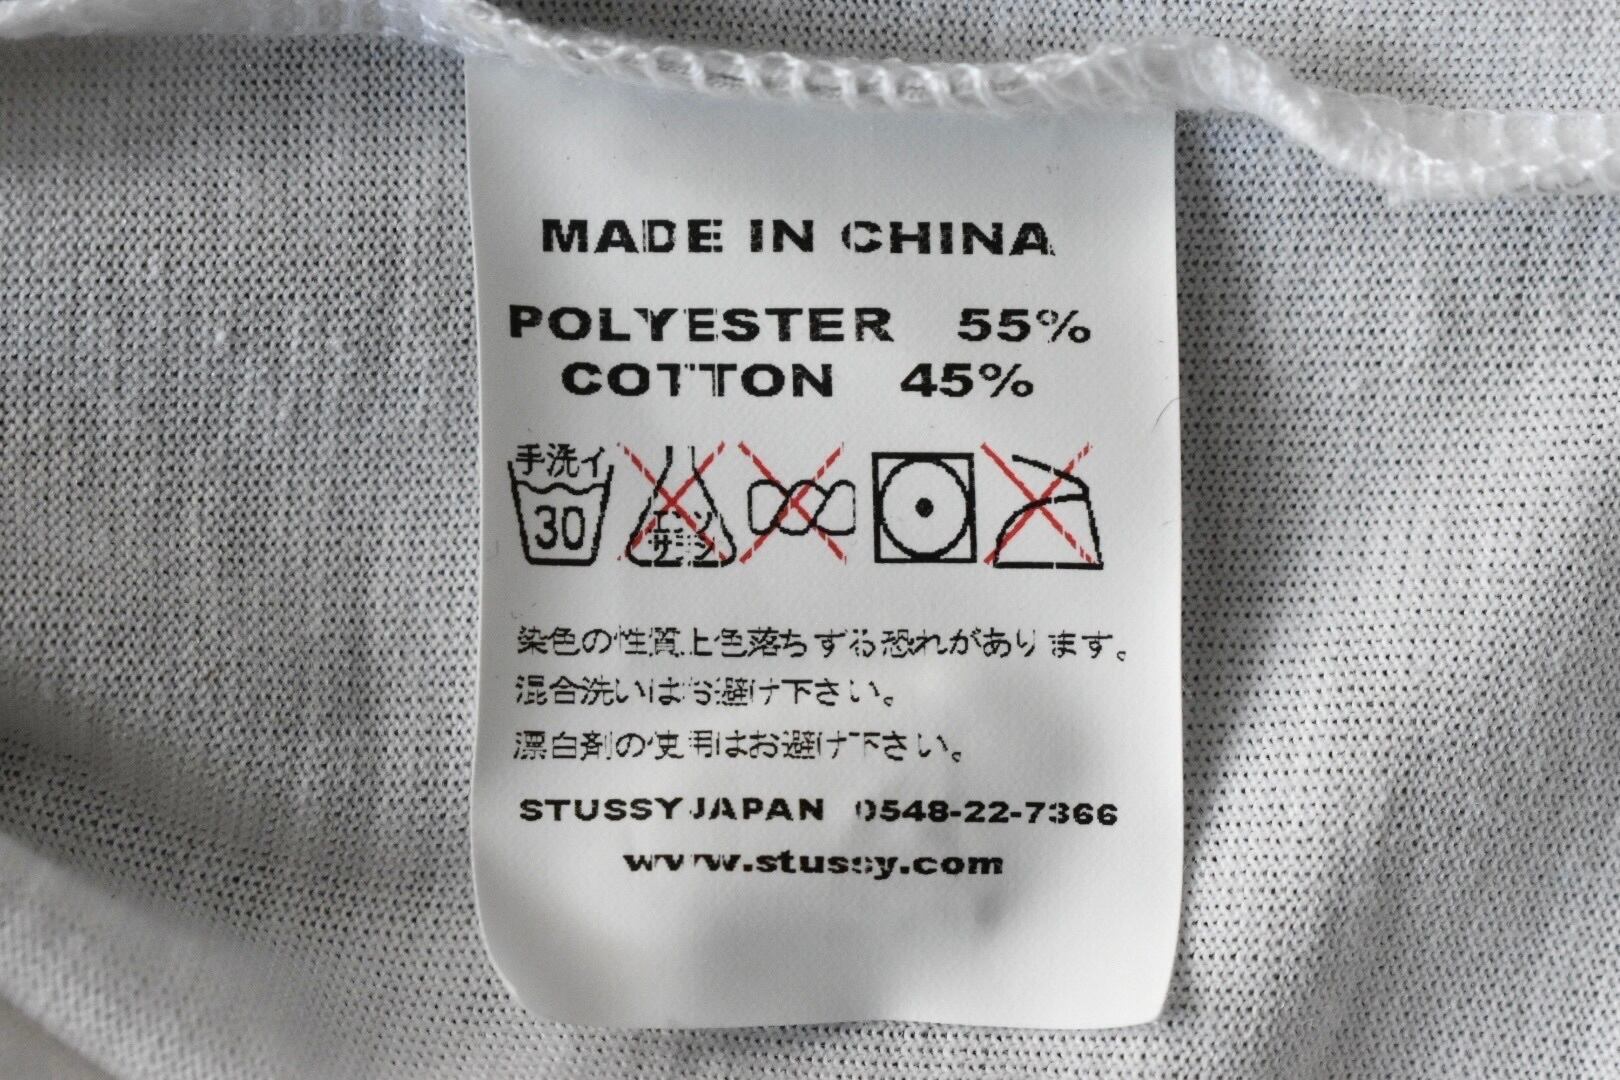 MADE IN CHINA
POLYESTER 55%
COTTON 45%
手洗イ
30
エンソ
サラシ
染色の性質上色落ちする恐れがあります。
混合洗いはお避け下さい。
漂白剤の使用はお避け下さい。
STUSSY JAPAN 0548-22-7366
www.stussy.com